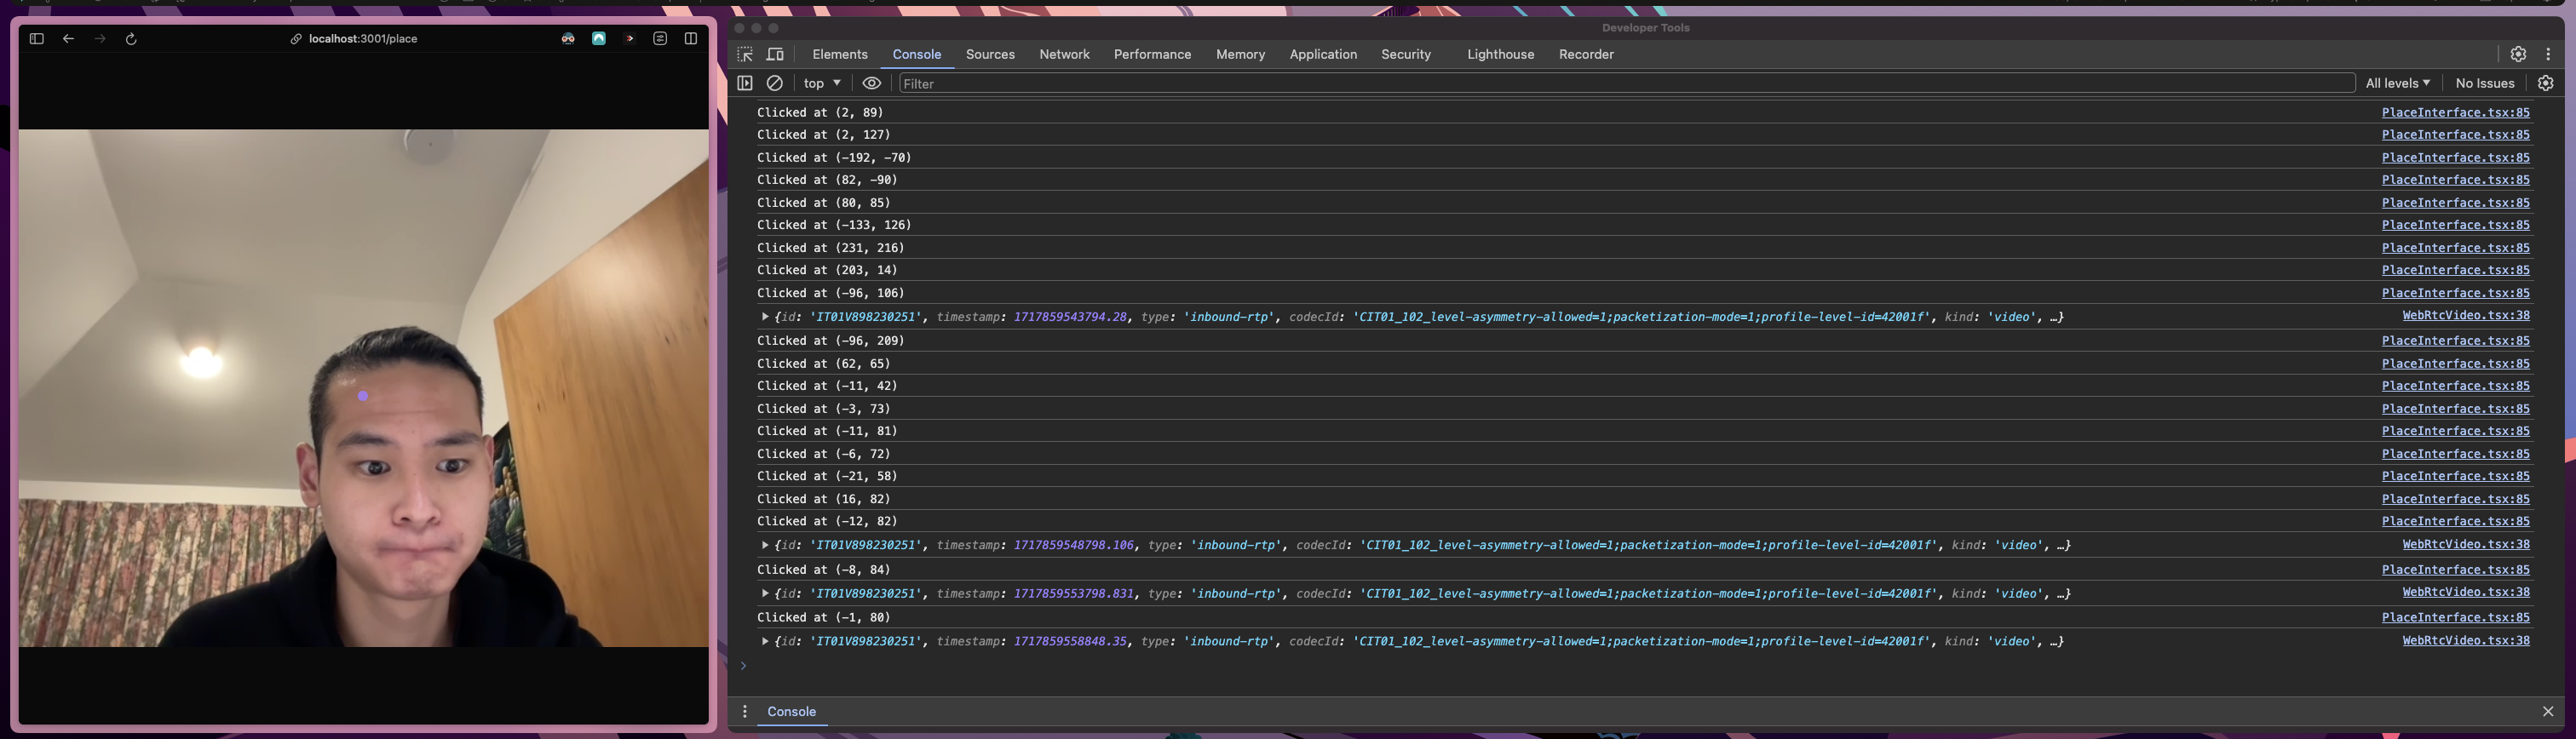 localhost:3001/place
Developer Tools
Elements Console Sources Network Performance Memory Application Security Lighthouse Recorder
top Filter All levels No Issues
Clicked at (2, 89) PlaceInterface.tsx:85
Clicked at (2, 127) PlaceInterface.tsx:85
Clicked at (-192, -70) PlaceInterface.tsx:85
Clicked at (82, -90) PlaceInterface.tsx:85
Clicked at (80, 85) PlaceInterface.tsx:85
Clicked at (-133, 126) PlaceInterface.tsx:85
Clicked at (231, 216) PlaceInterface.tsx:85
Clicked at (203, 14) PlaceInterface.tsx:85
Clicked at (-96, 106) PlaceInterface.tsx:85
{id: 'IT01V898230251', timestamp: 1717859543794.28, type: 'inbound-rtp', codecId: 'CIT01_102_level-asymmetry-allowed=1;packetization-mode=1;profile-level-id=42001f', kind: 'video', …} WebRtcVideo.tsx:38
Clicked at (-96, 209) PlaceInterface.tsx:85
Clicked at (62, 65) PlaceInterface.tsx:85
Clicked at (-11, 42) PlaceInterface.tsx:85
Clicked at (-3, 73) PlaceInterface.tsx:85
Clicked at (-11, 81) PlaceInterface.tsx:85
Clicked at (-6, 72) PlaceInterface.tsx:85
Clicked at (-21, 58) PlaceInterface.tsx:85
Clicked at (16, 82) PlaceInterface.tsx:85
Clicked at (-12, 82) PlaceInterface.tsx:85
{id: 'IT01V898230251', timestamp: 1717859548798.106, type: 'inbound-rtp', codecId: 'CIT01_102_level-asymmetry-allowed=1;packetization-mode=1;profile-level-id=42001f', kind: 'video', …} WebRtcVideo.tsx:38
Clicked at (-8, 84) PlaceInterface.tsx:85
{id: 'IT01V898230251', timestamp: 1717859553798.831, type: 'inbound-rtp', codecId: 'CIT01_102_level-asymmetry-allowed=1;packetization-mode=1;profile-level-id=42001f', kind: 'video', …} WebRtcVideo.tsx:38
Clicked at (-1, 80) PlaceInterface.tsx:85
{id: 'IT01V898230251', timestamp: 1717859558848.35, type: 'inbound-rtp', codecId: 'CIT01_102_level-asymmetry-allowed=1;packetization-mode=1;profile-level-id=42001f', kind: 'video', …} WebRtcVideo.tsx:38
Console